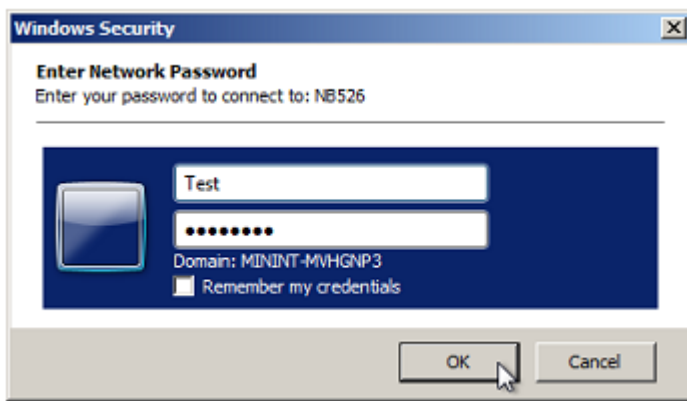 Windows Security
Enter Network Password
Enter your password to connect to: NB526
Test
••••••••
Domain: MININT-MVHGNP3
Remember my credentials
OK
Cancel